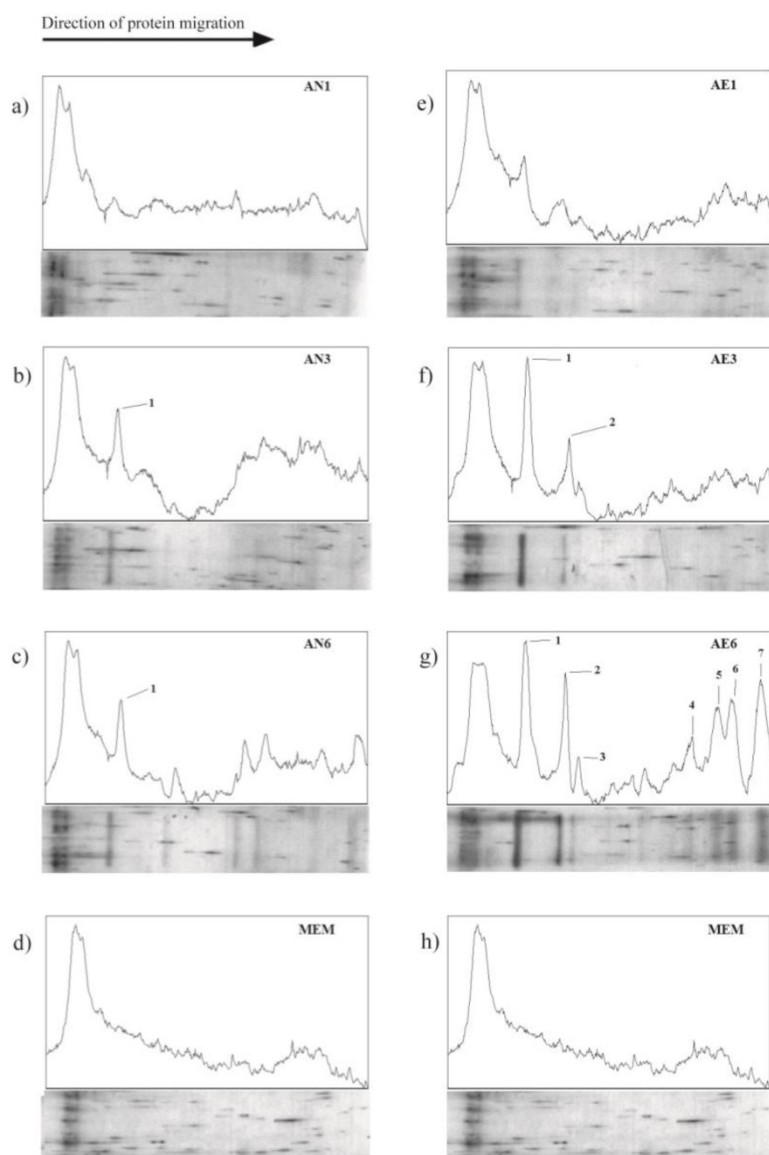 Direction of protein migration
a)
AN1
e)
AE1
b)
AN3
1
f)
AE3
1
2
c)
AN6
1
g)
AE6
1
2
3
4
5
6
7
d)
MEM
h)
MEM